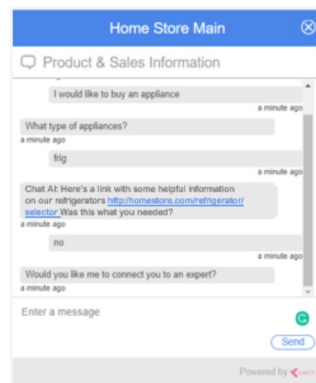 Home Store Main
Product & Sales Information
I would like to buy an appliance
a minute ago
What type of appliances?
a minute ago
frig
a minute ago
Chat AI: Here's a link with some helpful information
on our refrigerators http://homestore.com/refrigerator/
selector Was this what you needed?
a minute ago
no
a minute ago
Would you like me to connect you to an expert?
a minute ago
Enter a message
Send
Powered by